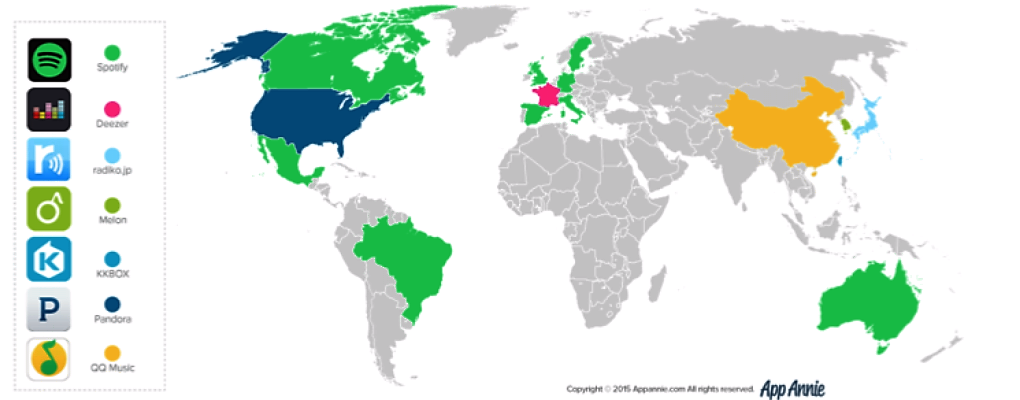 Spotify
Deezer
radiko.jp
Melon
K
KKBOX
P
Pandora
QQ Music
Copyright © 2015 Appannie.com All rights reserved. App Annie